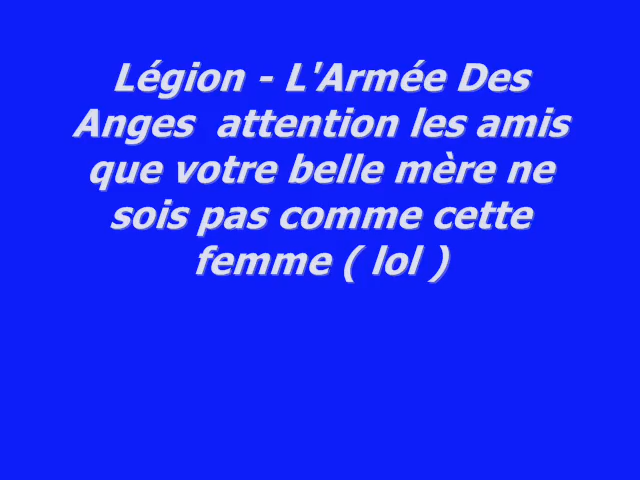 Légion - L'Armée Des
Anges  attention les amis
que votre belle mère ne
sois pas comme cette
femme ( lol )